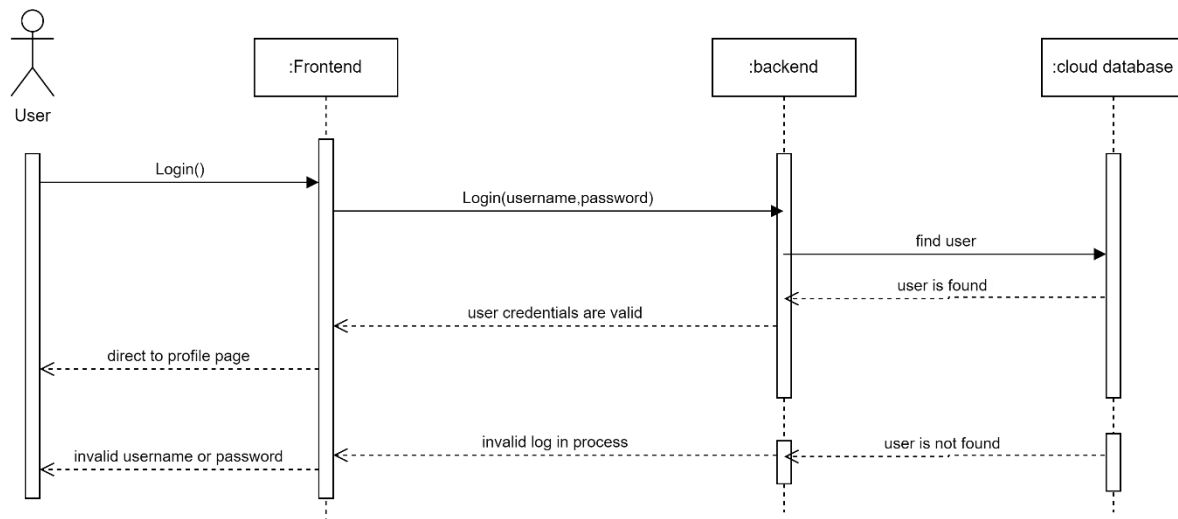 User
:Frontend
:backend
:cloud database
Login()
Login(username,password)
find user
user is found
user credentials are valid
direct to profile page
invalid log in process
user is not found
invalid username or password